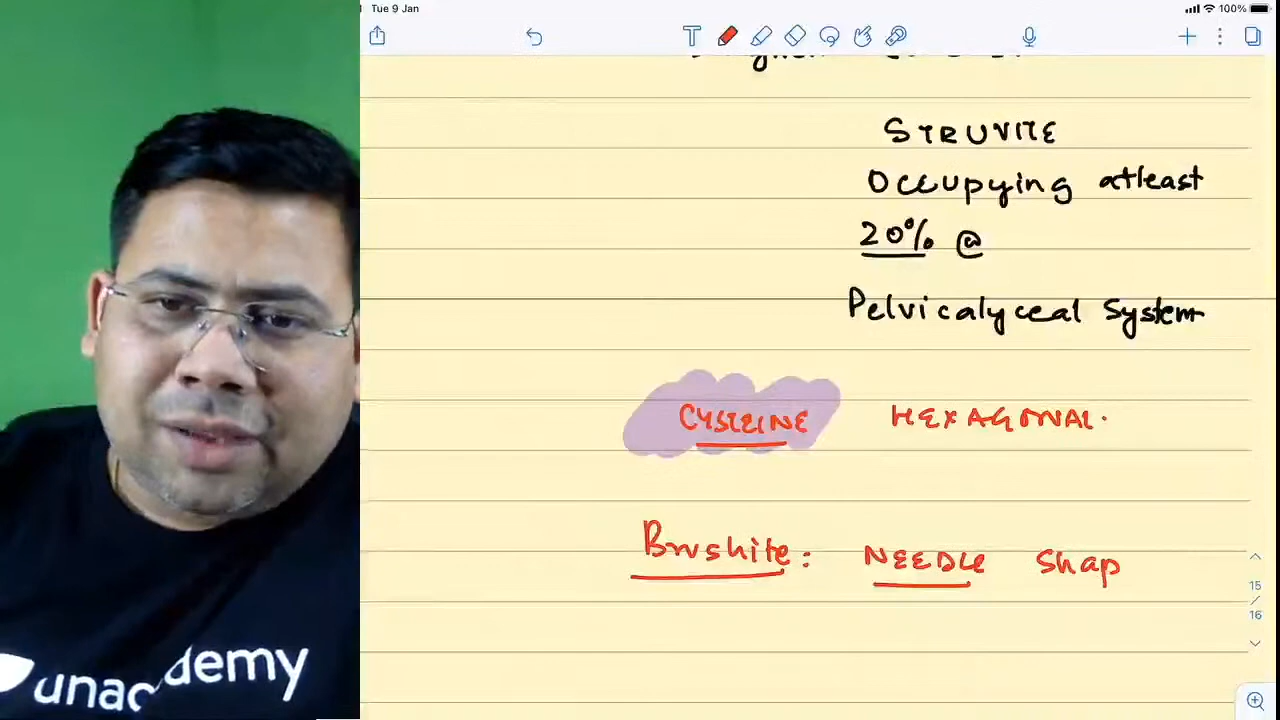 Tue 9 Jan
100%
STRUVITE
Occupying atleast
20% @
Pelvicalyceal System
CYSTEINE HEXAGONAL.
Brushite: NEEDLE Shap
15
/
16
unacademy